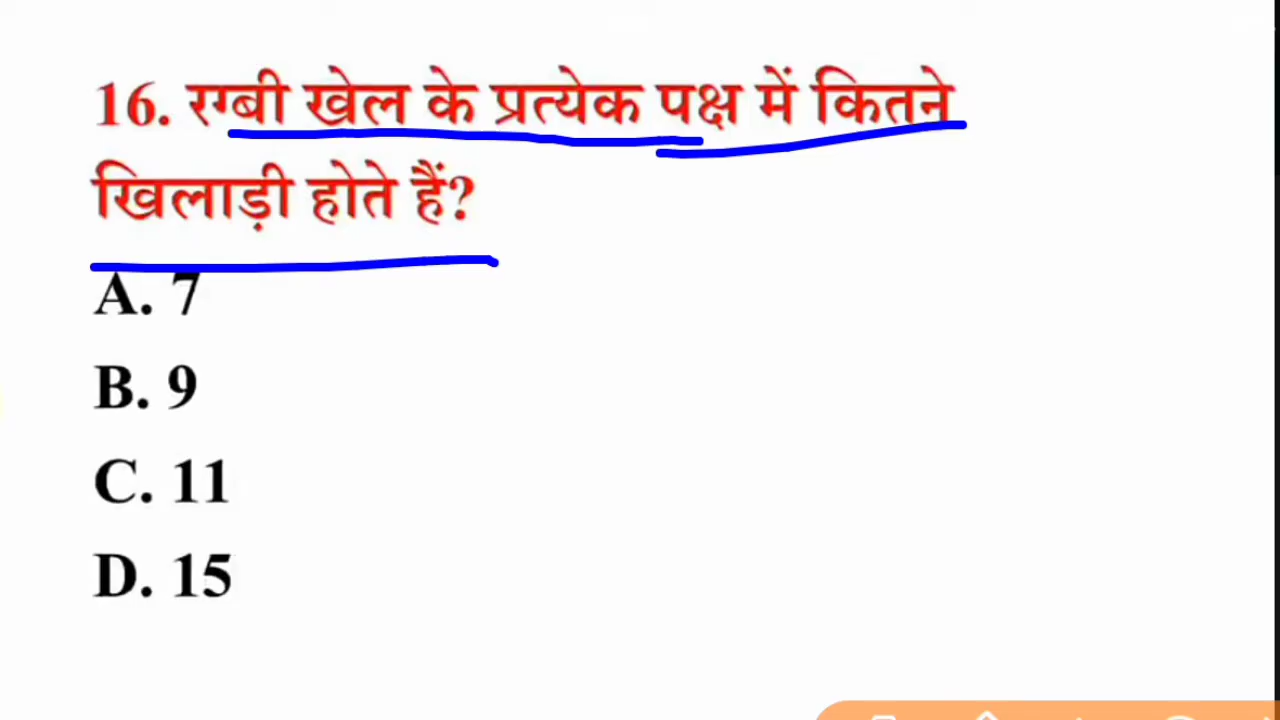 16. रग्बी खेल के प्रत्येक पक्ष में कितने
खिलाड़ी होते हैं?
A. 7
B. 9
C. 11
D. 15